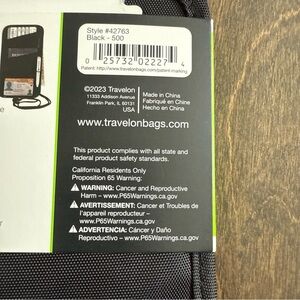 Style #42763
Black - 500
0 25732 02227 4
Patent: http://www.travelonbags.com/patent-marking
©2023 Travelon
11333 Addison Avenue
Franklin Park, IL 60131
USA
Made in China
Fabriqué en Chine
Hecho en China
www.travelonbags.com
This product complies with all state and
federal product safety standards.
California Residents Only
Proposition 65 Warning:
⚠ WARNING: Cancer and Reproductive
Harm – www.P65Warnings.ca.gov
⚠ AVERTISSEMENT: Cancer et Troubles de
l'appareil reproducteur –
www.P65Warnings.ca.gov
⚠ ADVERTENCIA: Cáncer y Daño
Reproductivo – www.P65Warnings.ca.gov